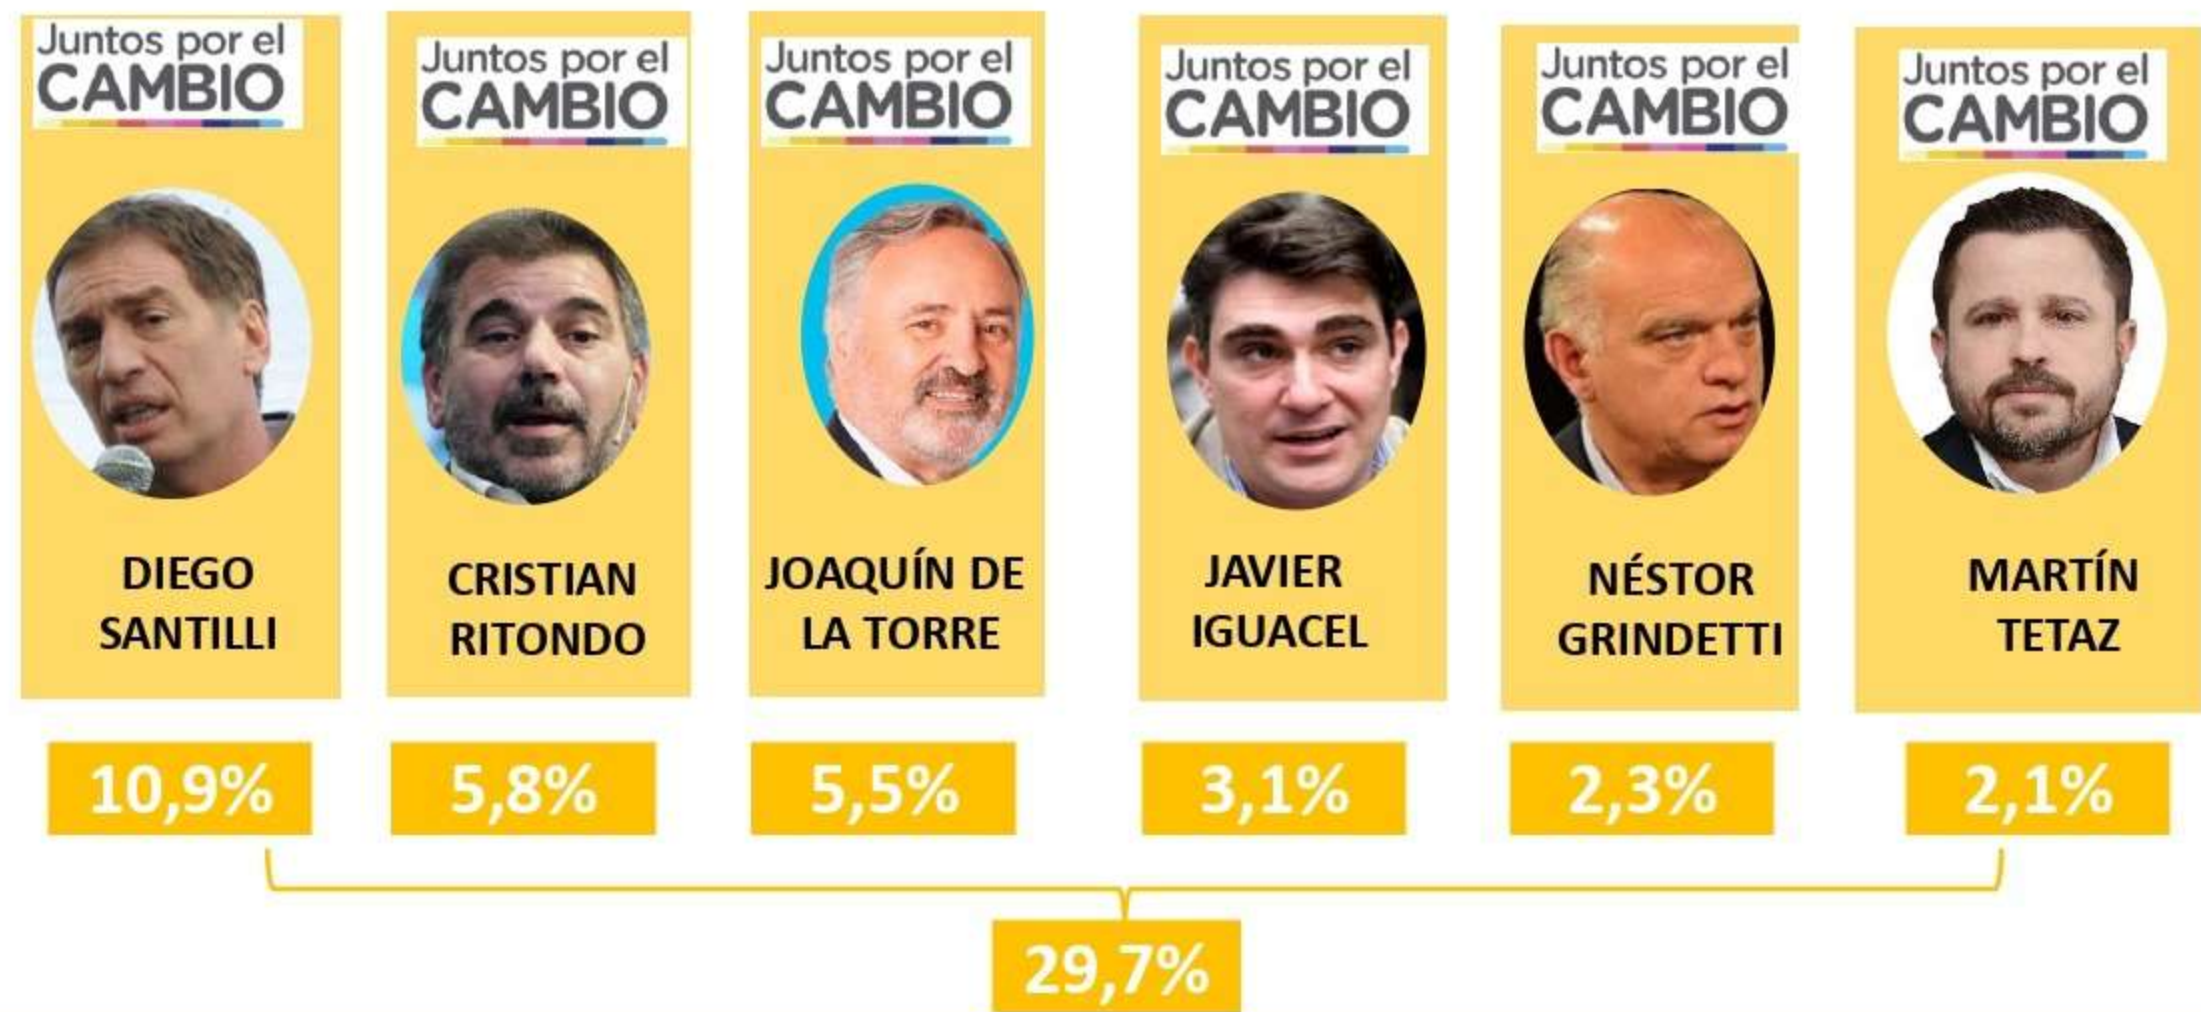 Juntos por el
CAMBIO
DIEGO
SANTILLI
10,9%
Juntos por el
CAMBIO
CRISTIAN
RITONDO
5,8%
Juntos por el
CAMBIO
JOAQUÍN DE
LA TORRE
5,5%
Juntos por el
CAMBIO
JAVIER
IGUACEL
3,1%
Juntos por el
CAMBIO
NÉSTOR
GRINDETTI
2,3%
Juntos por el
CAMBIO
MARTÍN
TETAZ
2,1%
29,7%